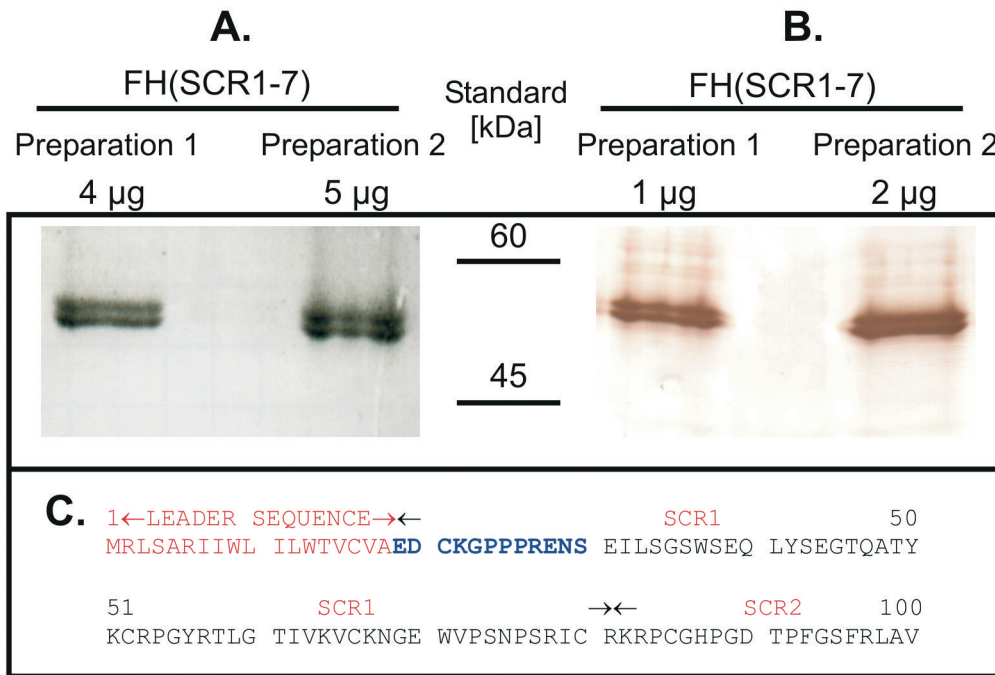 A. B.
FH(SCR1-7) Standard [kDa] FH(SCR1-7)
Preparation 1 Preparation 2 Preparation 1 Preparation 2
4 µg 5 µg 1 µg 2 µg
60
45
C. 1←LEADER SEQUENCE→← SCR1 50
MRLSARIIWL ILWTVCVAED CKGPPPRENS EILSGSWSEQ LYSEGTQATY
51 SCR1 →← SCR2 100
KCRPGYRTLG TIVKVCKNGE WVPSNPSRIC RKRPCGHPGD TPFGSFRLAV